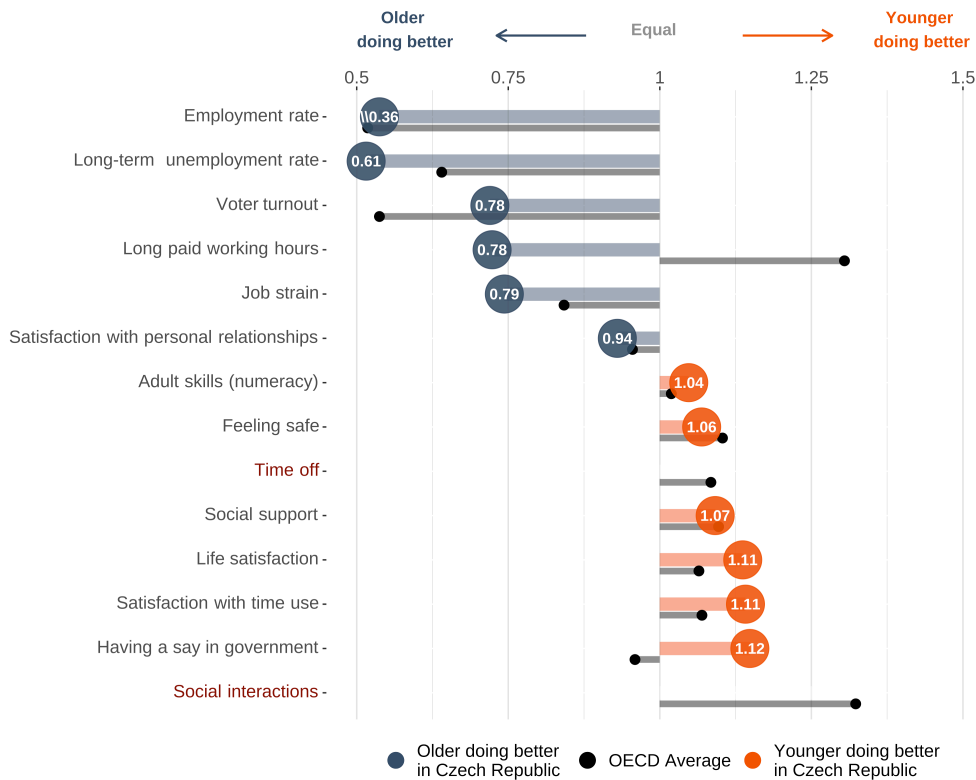 Older
doing better
Equal
Younger
doing better
0.5 0.75 1 1.25 1.5
Employment rate \\0.36
Long-term unemployment rate 0.61
Voter turnout 0.78
Long paid working hours 0.78
Job strain 0.79
Satisfaction with personal relationships 0.94
Adult skills (numeracy) 1.04
Feeling safe 1.06
Time off
Social support 1.07
Life satisfaction 1.11
Satisfaction with time use 1.11
Having a say in government 1.12
Social interactions
Older doing better
in Czech Republic
OECD Average
Younger doing better
in Czech Republic